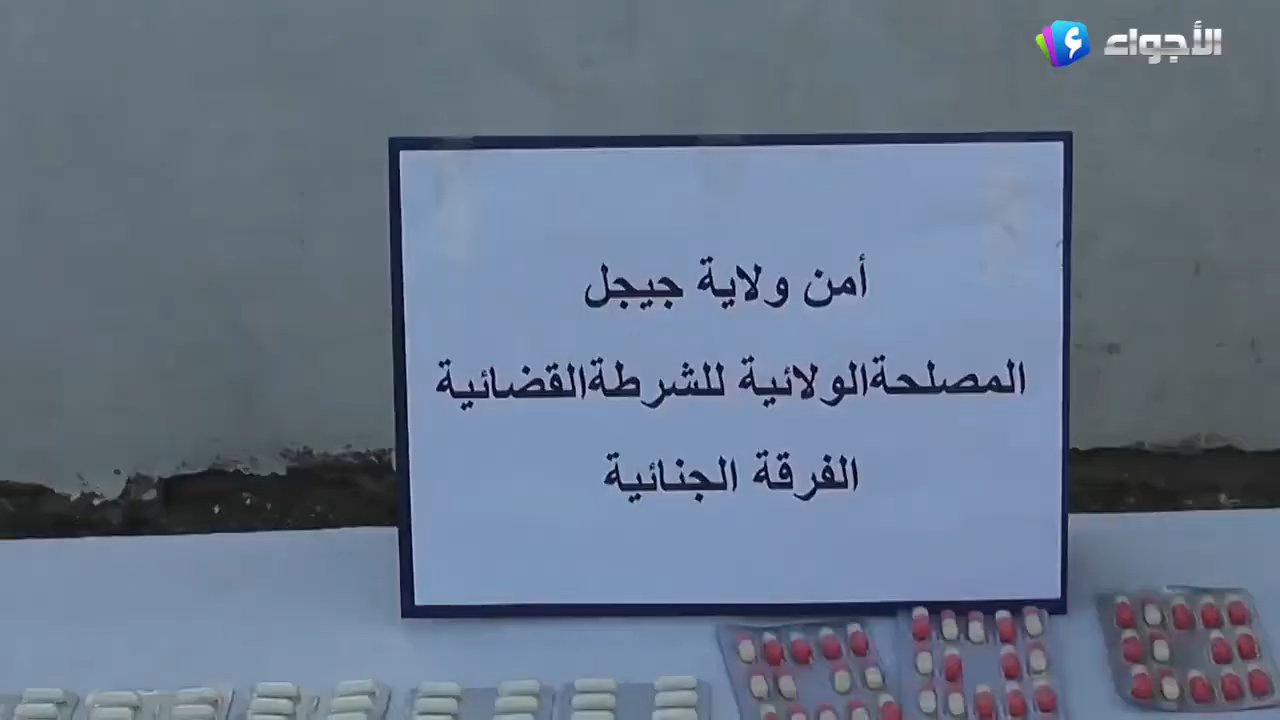 الأجواء
أمن ولاية جيجل
المصلحةالولائية للشرطةالقضائية
الفرقة الجنائية